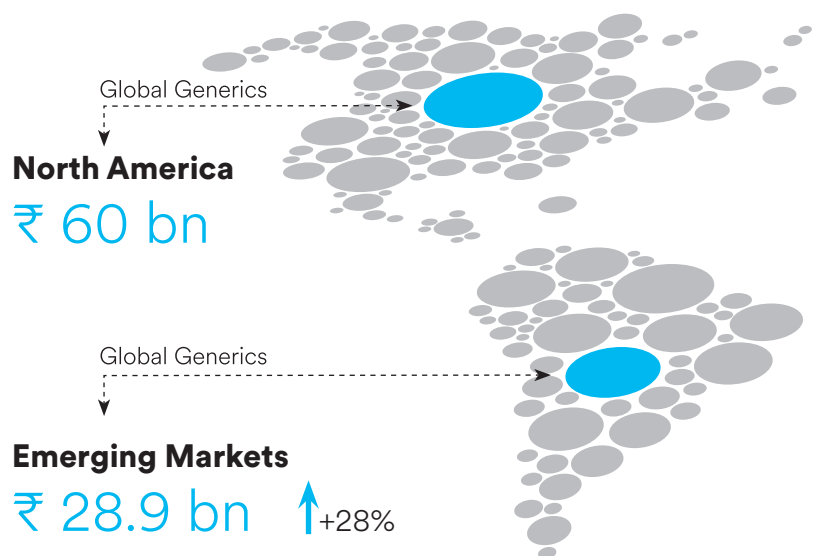 Global Generics
North America
₹ 60 bn
Global Generics
Emerging Markets
₹ 28.9 bn +28%